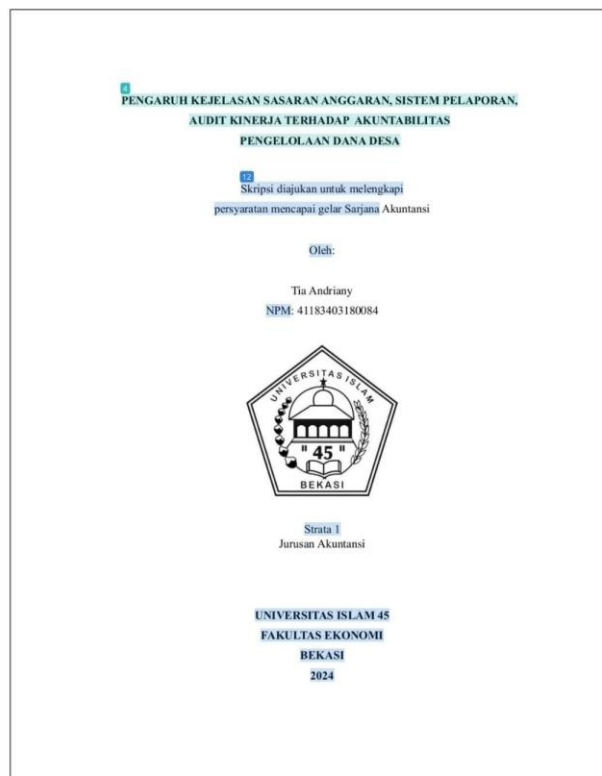 4
PENGARUH KEJELASAN SASARAN ANGGARAN, SISTEM PELAPORAN,
AUDIT KINERJA TERHADAP AKUNTABILITAS
PENGELOLAAN DANA DESA
12
Skripsi diajukan untuk melengkapi
persyaratan mencapai gelar Sarjana Akuntansi
Oleh:
Tia Andriany
NPM: 41183403180084
UNIVERSITAS ISLAM
" 45 "
BEKASI
Strata 1
Jurusan Akuntansi
UNIVERSITAS ISLAM 45
FAKULTAS EKONOMI
BEKASI
2024